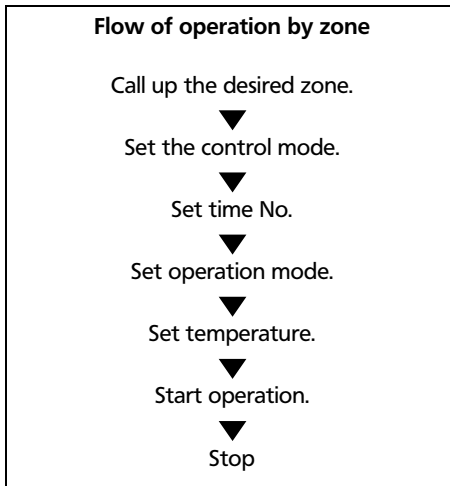 Flow of operation by zone
Call up the desired zone.
Set the control mode.
Set time No.
Set operation mode.
Set temperature.
Start operation.
Stop